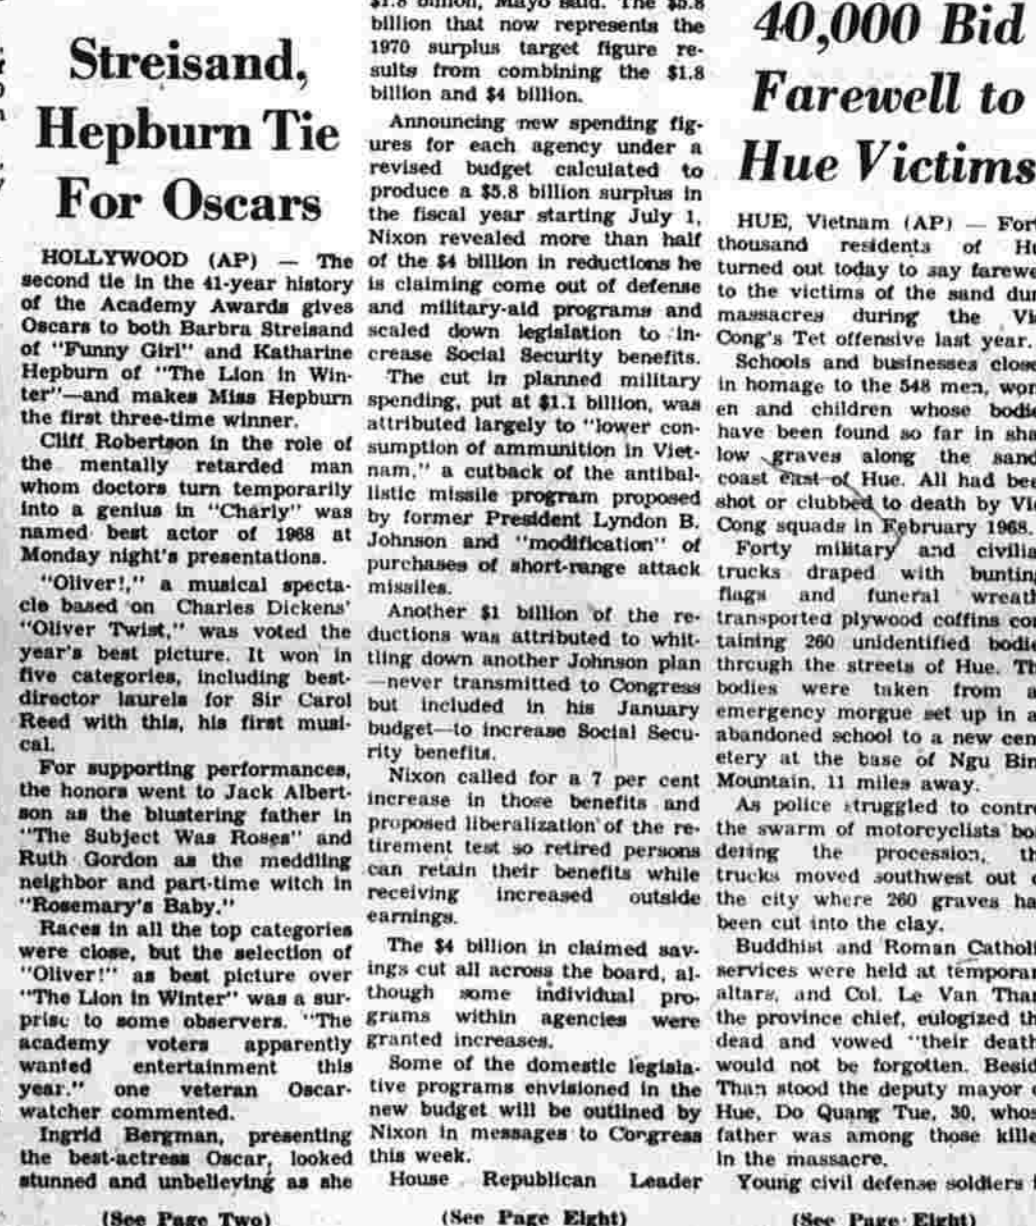 Streisand,
Hepburn Tie
For Oscars
HOLLYWOOD (AP) — The
second tie in the 41-year history
of the Academy Awards gives
Oscars to both Barbra Streisand
of "Funny Girl" and Katharine
Hepburn of "The Lion in Win-
ter"—and makes Miss Hepburn
the first three-time winner.
Cliff Robertson in the role of
the mentally retarded man
whom doctors turn temporarily
into a genius in "Charly" was
named best actor of 1968 at
Monday night's presentations.
"Oliver!," a musical specta-
cle based on Charles Dickens'
"Oliver Twist," was voted the
year's best picture. It won in
five categories, including best-
director laurels for Sir Carol
Reed with this, his first musi-
cal.
For supporting performances,
the honors went to Jack Albert-
son as the blustering father in
"The Subject Was Roses" and
Ruth Gordon as the meddling
neighbor and part-time witch in
"Rosemary's Baby."
Races in all the top categories
were close, but the selection of
"Oliver!" as best picture over
"The Lion in Winter" was a sur-
prise to some observers. "The
academy voters apparently
wanted entertainment this
year." one veteran Oscar-
watcher commented.
Ingrid Bergman, presenting
the best-actress Oscar, looked
stunned and unbelieving as she
(See Page Two)
$1.8 billion, Mayo said. The $5.8
billion that now represents the
1970 surplus target figure re-
sults from combining the $1.8
billion and $4 billion.
Announcing new spending fig-
ures for each agency under a
revised budget calculated to
produce a $5.8 billion surplus in
the fiscal year starting July 1,
Nixon revealed more than half
of the $4 billion in reductions he
is claiming come out of defense
and military-aid programs and
scaled down legislation to in-
crease Social Security benefits.
The cut in planned military
spending, put at $1.1 billion, was
attributed largely to "lower con-
sumption of ammunition in Viet-
nam," a cutback of the antibal-
listic missile program proposed
by former President Lyndon B.
Johnson and "modification" of
purchases of short-range attack
missiles.
Another $1 billion of the re-
ductions was attributed to whit-
tling down another Johnson plan
—never transmitted to Congress
but included in his January
budget—to increase Social Secu-
rity benefits.
Nixon called for a 7 per cent
increase in those benefits and
proposed liberalization of the re-
tirement test so retired persons
can retain their benefits while
receiving increased outside
earnings.
The $4 billion in claimed sav-
ings cut all across the board, al-
though some individual pro-
grams within agencies were
granted increases.
Some of the domestic legisla-
tive programs envisioned in the
new budget will be outlined by
Nixon in messages to Congress
this week.
House Republican Leader
(See Page Eight)
40,000 Bid
Farewell to
Hue Victims
HUE, Vietnam (AP) — Fort
thousand residents of Hu
turned out today to say farewe
to the victims of the sand dun
massacres during the Vi
Cong's Tet offensive last year.
Schools and businesses close
in homage to the 548 men, wom
en and children whose bodie
have been found so far in shal
low graves along the sand
coast east of Hue. All had bee
shot or clubbed to death by Vi
Cong squads in February 1968.
Forty military and civilia
trucks draped with bunting
flags and funeral wreath
transported plywood coffins con
taining 260 unidentified bodie
through the streets of Hue. Th
bodies were taken from
emergency morgue set up in a
abandoned school to a new cem
etery at the base of Ngu Bin
Mountain, 11 miles away.
As police struggled to contr
the swarm of motorcyclists bo
dering the procession, th
trucks moved southwest out o
the city where 260 graves ha
been cut into the clay.
Buddhist and Roman Catholi
services were held at temporar
altars, and Col. Le Van Than
the province chief, eulogized th
dead and vowed "their death
would not be forgotten. Besid
Than stood the deputy mayor
Hue, Do Quang Tue, 30, whos
father was among those kille
in the massacre.
Young civil defense soldiers
(See Page Eight)